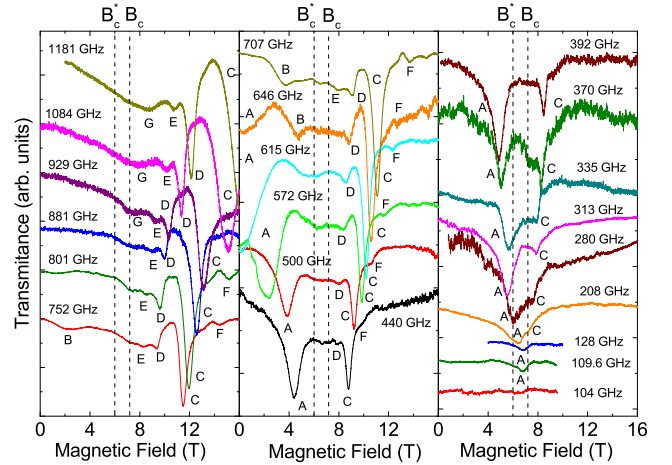 B*c Bc
B*c Bc
B*c Bc
Transmitance (arb. units)
1181 GHz
C
G
E
1084 GHz
D
G
E
929 GHz
D
G
E
C
881 GHz
D
E
D
801 GHz
E
D
F
752 GHz
C
B
E
D
F
C
0 4 8 12 16
Magnetic Field (T)
707 GHz
F
B
E
C
646 GHz
D
F
A
B
615 GHz
D
F
A
572 GHz
D
F
A
500 GHz
D
C
F
D
440 GHz
A
C
F
A
C
0 4 8 12
Magnetic Field (T)
392 GHz
A
C
370 GHz
A
C
335 GHz
A
C
313 GHz
A
C
280 GHz
A
C
208 GHz
A
C
128 GHz
A
109.6 GHz
A
104 GHz
0 4 8 12 16
Magnetic Field (T)